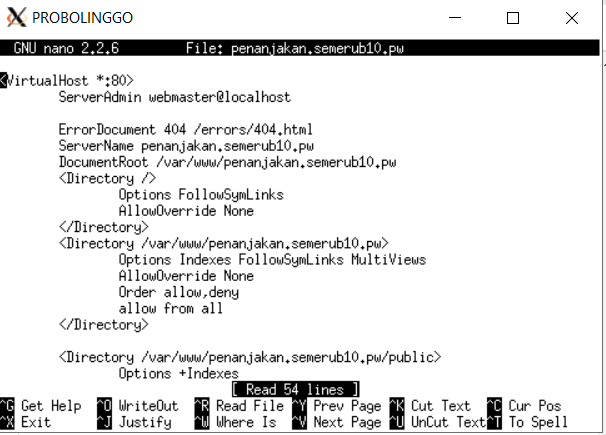 PROBOLINGGO
GNU nano 2.2.6 File: penanjakan.semerub10.pw
<VirtualHost *:80>
ServerAdmin webmaster@localhost
ErrorDocument 404 /errors/404.html
ServerName penanjakan.semerub10.pw
DocumentRoot /var/www/penanjakan.semerub10.pw
<Directory />
Options FollowSymLinks
AllowOverride None
</Directory>
<Directory /var/www/penanjakan.semerub10.pw>
Options Indexes FollowSymLinks MultiViews
AllowOverride None
Order allow,deny
allow from all
</Directory>
<Directory /var/www/penanjakan.semerub10.pw/public>
Options +Indexes
[ Read 54 lines ]
^G Get Help ^O WriteOut ^R Read File ^Y Prev Page ^K Cut Text ^C Cur Pos
^X Exit ^J Justify ^W Where Is ^V Next Page ^U UnCut Text ^T To Spell